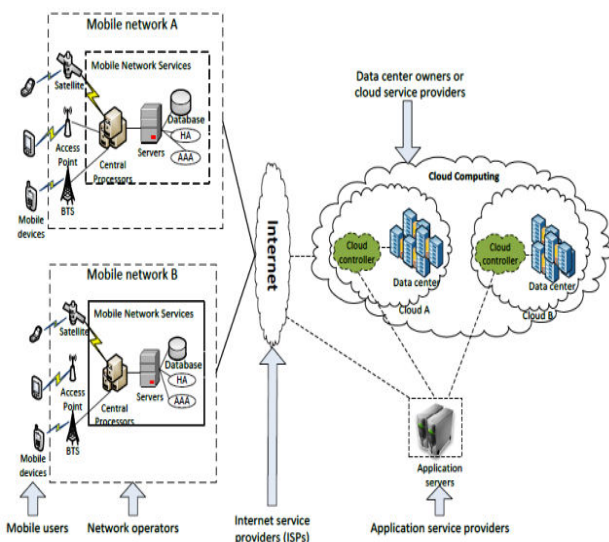 Mobile network A
Mobile Network Services
Satellite
Database
HA
AAA
Access
Point
Central
Processors
Servers
Mobile
devices
BTS
Mobile network B
Mobile Network Services
Satellite
Database
HA
AAA
Access
Point
Central
Processors
Servers
Mobile
devices
BTS
Mobile users
Network operators
Internet
Internet service
providers (ISPs)
Data center owners or
cloud service providers
Cloud Computing
Cloud
controller
Data center
Cloud A
Cloud
controller
Data center
Cloud B
Application
servers
Application service providers